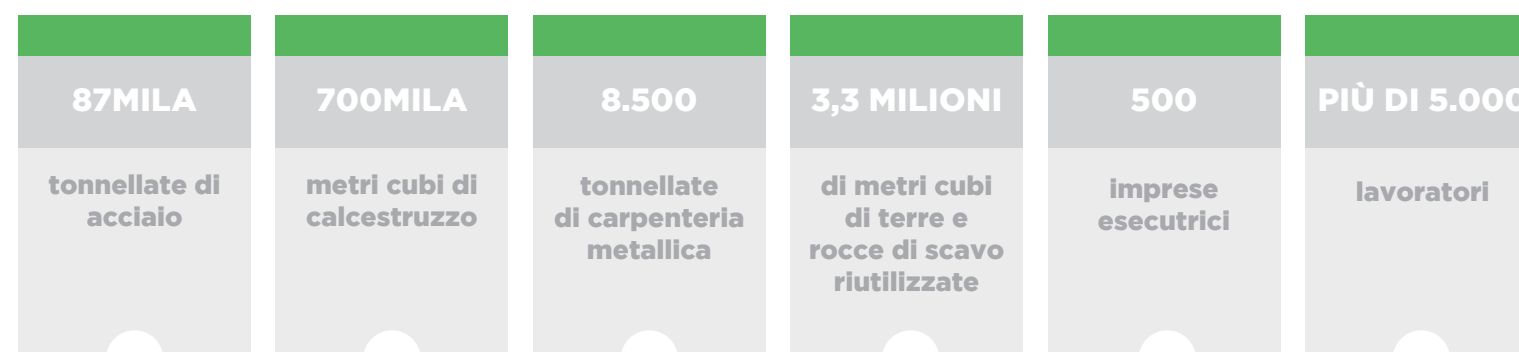 87MILA
tonnellate di
acciaio
700MILA
metri cubi di
calcestruzzo
8.500
tonnellate
di carpenteria
metallica
3,3 MILIONI
di metri cubi
di terre e
rocce di scavo
riutilizzate
500
imprese
esecutrici
PIÙ DI 5.000
lavoratori